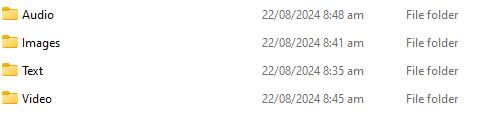 Audio 22/08/2024 8:48 am File folder
Images 22/08/2024 8:43 am File folder
Text 22/08/2024 8:35 am File folder
Video 22/08/2024 8:45 am File folder